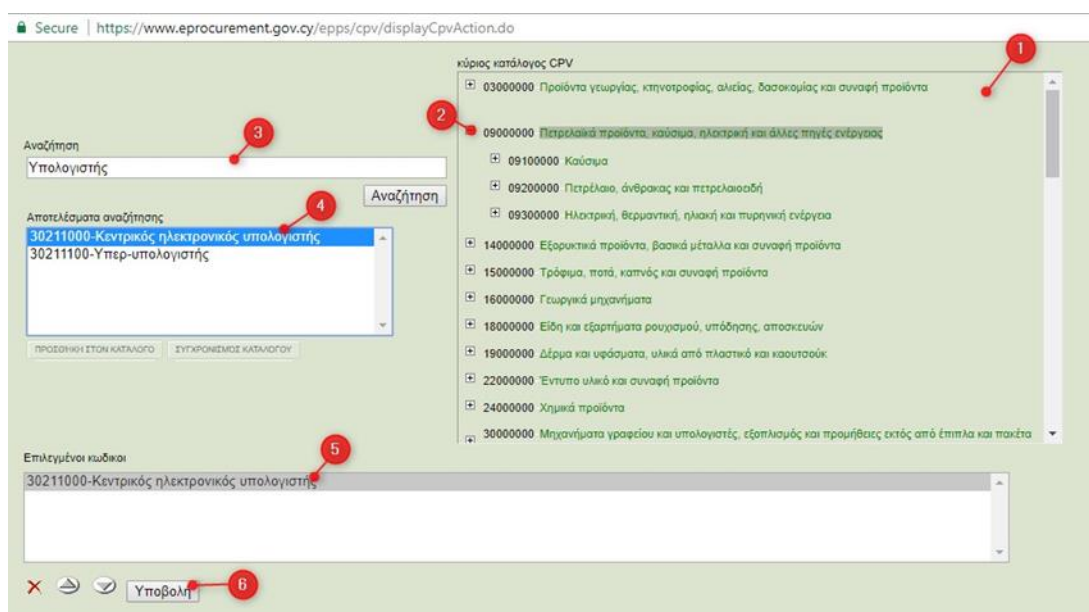 Secure | https://www.eprocurement.gov.cy/epps/cpv/displayCpvAction.do
1
κύριος κατάλογος CPV
03000000 Προϊόντα γεωργίας, κτηνοτροφίας, αλιείας, δασοκομίας και συναφή προϊόντα
2
09000000 Πετρελαϊκά προϊόντα, καύσιμα, ηλεκτρική και άλλες πηγές ενέργειας
09100000 Καύσιμα
09200000 Πετρέλαιο, άνθρακας και πετρελαιοειδή
09300000 Ηλεκτρική, θερμαντική, ηλιακή και πυρηνική ενέργεια
14000000 Εξορυκτικά προϊόντα, βασικά μέταλλα και συναφή προϊόντα
15000000 Τρόφιμα, ποτά, καπνός και συναφή προϊόντα
16000000 Γεωργικά μηχανήματα
18000000 Είδη και εξαρτήματα ρουχισμού, υπόδησης, αποσκευών
19000000 Δέρμα και υφάσματα, υλικά από πλαστικό και καουτσούκ
22000000 Έντυπο υλικό και συναφή προϊόντα
24000000 Χημικά προϊόντα
30000000 Μηχανήματα γραφείου και υπολογιστές, εξοπλισμός και προμήθειες εκτός από έπιπλα και πακέτα
3
Αναζήτηση
Υπολογιστής
Αναζήτηση
4
Αποτελέσματα αναζήτησης
30211000-Κεντρικός ηλεκτρονικός υπολογιστής
30211100-Υπερ-υπολογιστής
ΠΡΟΣΘΗΚΗ ΣΤΟΝ ΚΑΤΑΛΟΓΟ ΣΥΓΧΡΟΝΙΣΜΟΣ ΚΑΤΑΛΟΓΟΥ
5
Επιλεγμένοι κωδικοι
30211000-Κεντρικός ηλεκτρονικός υπολογιστής
Υποβολή
6